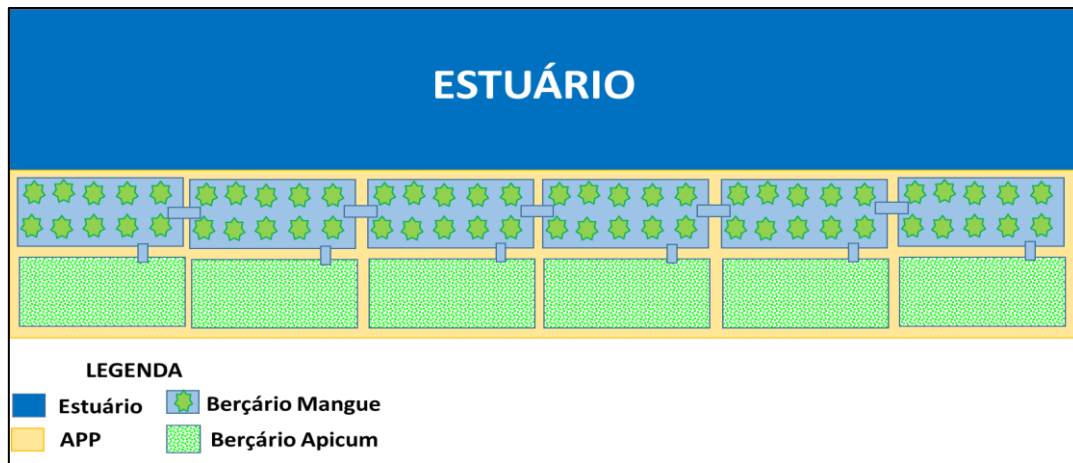 ESTUÁRIO
LEGENDA
Estuário
Berçário Mangue
APP
Berçário Apicum